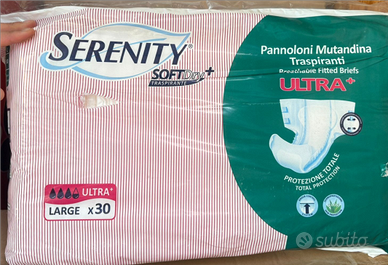 SERENITY®
SOFTDry+
TRASPIRANTE
Pannoloni Mutandina
Traspiranti
Breathable Fitted Briefs
ULTRA+
PROTEZIONE TOTALE
TOTAL PROTECTION
ULTRA+
LARGE x30
subito